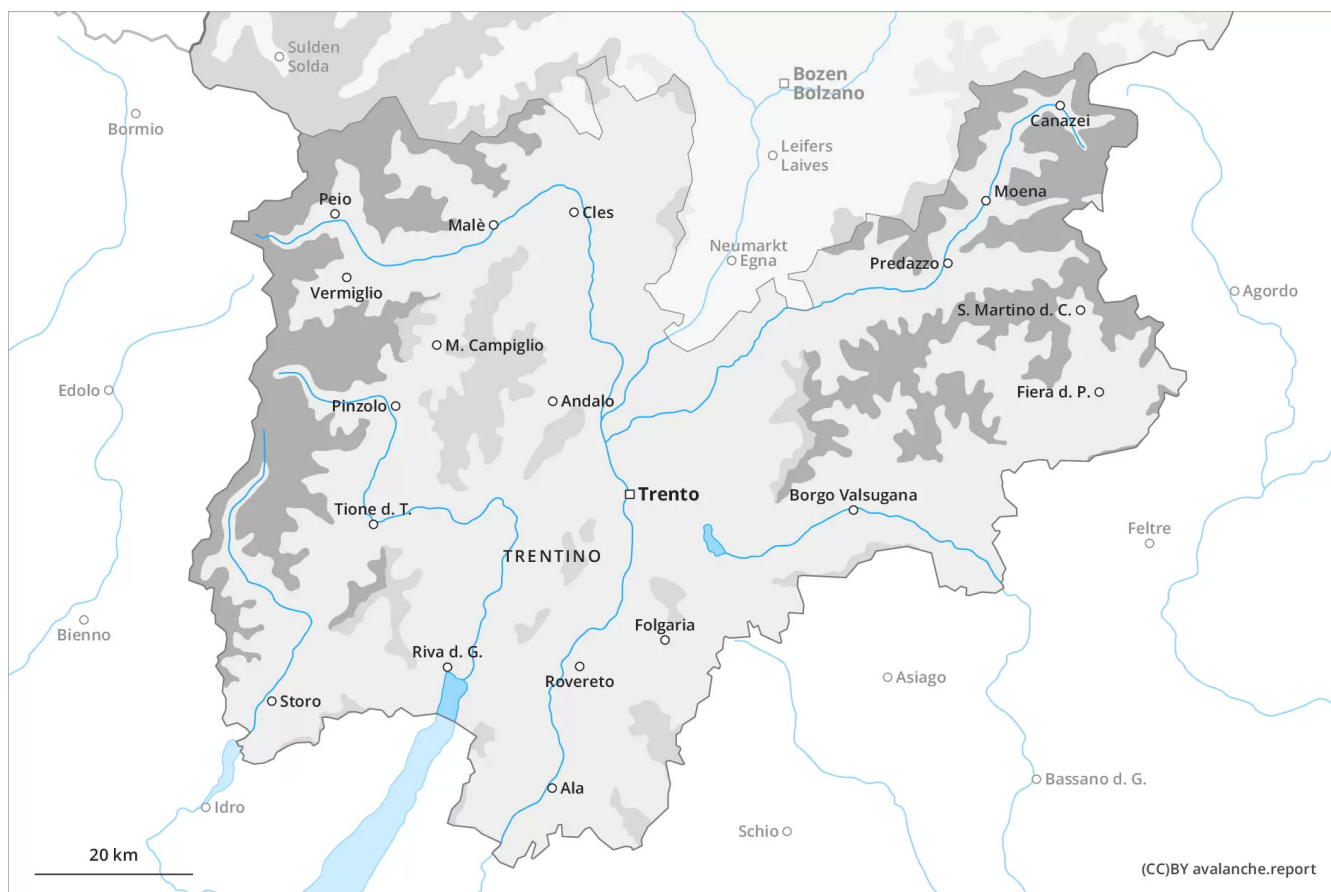 Sulden
Solda
Bozen
Bolzano
Bormio
Canazei
Leifers
Laives
Peio
Moena
Malè
Cles
Neumarkt
Egna
Predazzo
Vermiglio
Agordo
S. Martino d. C.
M. Campiglio
Edolo
Pinzolo
Andalo
Fiera d. P.
Trento
Borgo Valsugana
Tione d. T.
Feltre
TRENTINO
Bienno
Folgaria
Riva d. G.
Rovereto
Asiago
Storo
Bassano d. G.
Ala
Idro
Schio
20 km
(CC)BY avalanche.report